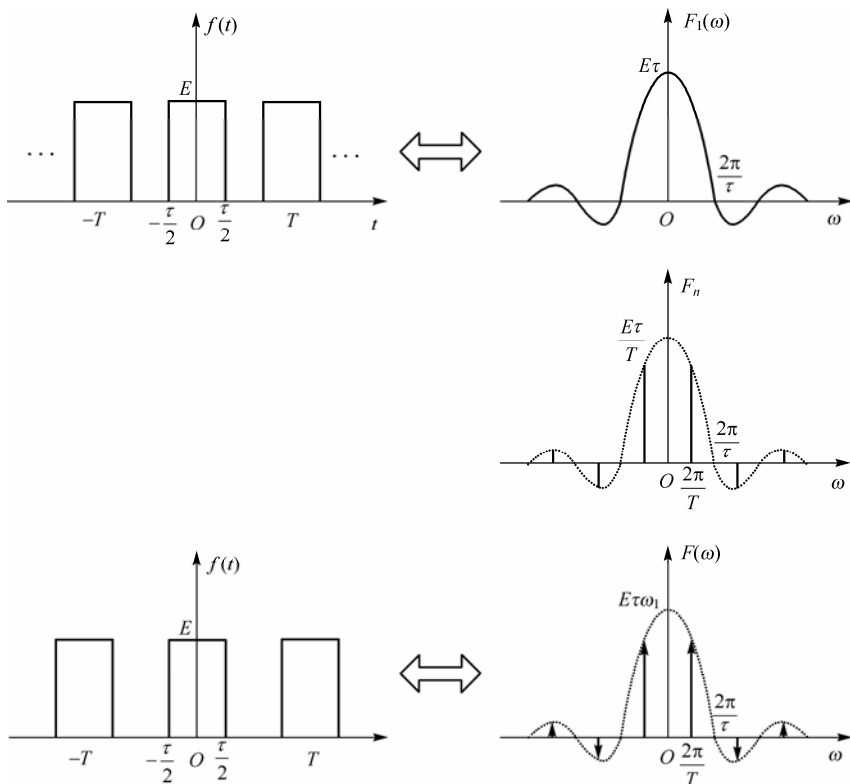 f(t)
E
··· ···
−T −τ/2 O τ/2 T t
F₁(ω)
Eτ
2π/τ
O ω
Fₙ
Eτ/T
2π/τ
O 2π/T ω
f(t)
E
−T −τ/2 O τ/2 T
F(ω)
Eτω₁
2π/τ
O 2π/T ω